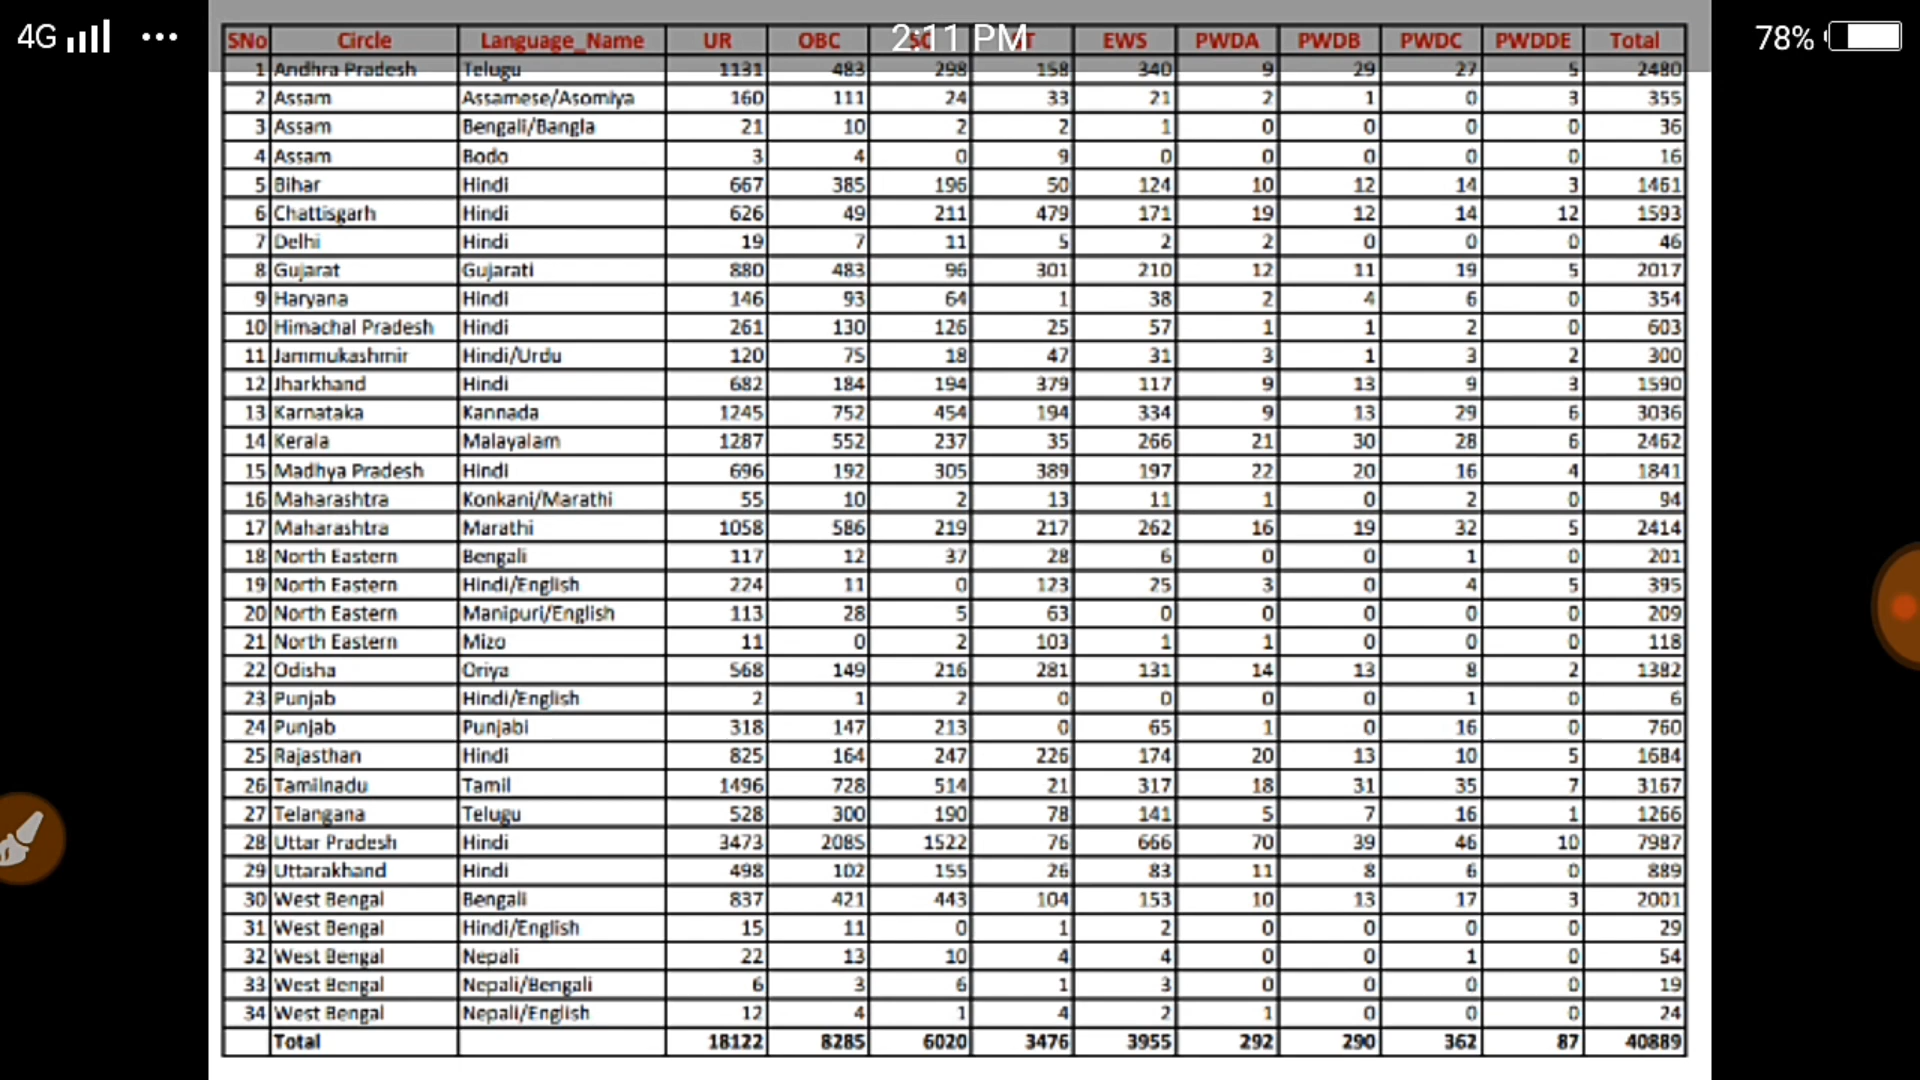 4G ... 2:11 PM 78%
SNo Circle Language_Name UR OBC EWS PWDA PWDB PWDC PWDDE Total
1 Andhra Pradesh Telugu 1131 483 298 158 340 9 29 27 5 2480
2 Assam Assamese/Asomiya 160 111 24 33 21 2 1 0 3 355
3 Assam Bengali/Bangla 21 10 2 2 1 0 0 0 0 36
4 Assam Bodo 3 4 0 9 0 0 0 0 0 16
5 Bihar Hindi 667 385 196 50 124 10 12 14 3 1461
6 Chattisgarh Hindi 626 49 211 479 171 19 12 14 12 1593
7 Delhi Hindi 19 7 11 5 2 2 0 0 0 46
8 Gujarat Gujarati 880 483 96 301 210 12 11 19 5 2017
9 Haryana Hindi 146 93 64 1 38 2 4 6 0 354
10 Himachal Pradesh Hindi 261 130 126 25 57 1 1 2 0 603
11 Jammukashmir Hindi/Urdu 120 75 18 47 31 3 1 3 2 300
12 Jharkhand Hindi 682 184 194 379 117 9 13 9 3 1590
13 Karnataka Kannada 1245 752 454 194 334 9 13 29 6 3036
14 Kerala Malayalam 1287 552 237 35 266 21 30 28 6 2462
15 Madhya Pradesh Hindi 696 192 305 389 197 22 20 16 4 1841
16 Maharashtra Konkani/Marathi 55 10 2 13 11 1 0 2 0 94
17 Maharashtra Marathi 1058 586 219 217 262 16 19 32 5 2414
18 North Eastern Bengali 117 12 37 28 6 0 0 1 0 201
19 North Eastern Hindi/English 224 11 0 123 25 3 0 4 5 395
20 North Eastern Manipuri/English 113 28 5 63 0 0 0 0 0 209
21 North Eastern Mizo 11 0 2 103 1 1 0 0 0 118
22 Odisha Oriya 568 149 216 281 131 14 13 8 2 1382
23 Punjab Hindi/English 2 1 2 0 0 0 0 1 0 6
24 Punjab Punjabi 318 147 213 0 65 1 0 16 0 760
25 Rajasthan Hindi 825 164 247 226 174 20 13 10 5 1684
26 Tamilnadu Tamil 1496 728 514 21 317 18 31 35 7 3167
27 Telangana Telugu 528 300 190 78 141 5 7 16 1 1266
28 Uttar Pradesh Hindi 3473 2085 1522 76 666 70 39 46 10 7987
29 Uttarakhand Hindi 498 102 155 26 83 11 8 6 0 889
30 West Bengal Bengali 837 421 443 104 153 10 13 17 3 2001
31 West Bengal Hindi/English 15 11 0 1 2 0 0 0 0 29
32 West Bengal Nepali 22 13 10 4 4 0 0 1 0 54
33 West Bengal Nepali/Bengali 6 3 6 1 3 0 0 0 0 19
34 West Bengal Nepali/English 12 4 1 4 2 1 0 0 0 24
Total 18122 8285 6020 3476 3955 292 290 362 87 40889